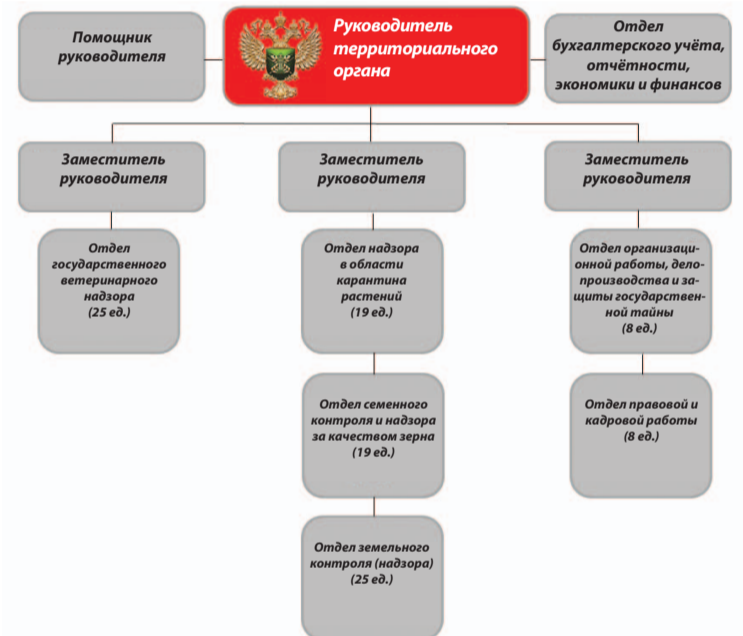 Помощник
руководителя
Руководитель
территориального
органа
Отдел
бухгалтерского учёта,
отчётности,
экономики и финансов
Заместитель
руководителя
Заместитель
руководителя
Заместитель
руководителя
Отдел
государственного
ветеринарного
надзора
(25 ед.)
Отдел надзора
в области
карантина
растений
(19 ед.)
Отдел организаци-
онной работы, дело-
производства и за-
щиты государствен-
ной тайны
(8 ед.)
Отдел семенного
контроля и надзора
за качеством зерна
(19 ед.)
Отдел правовой и
кадровой работы
(8 ед.)
Отдел земельного
контроля (надзора)
(25 ед.)